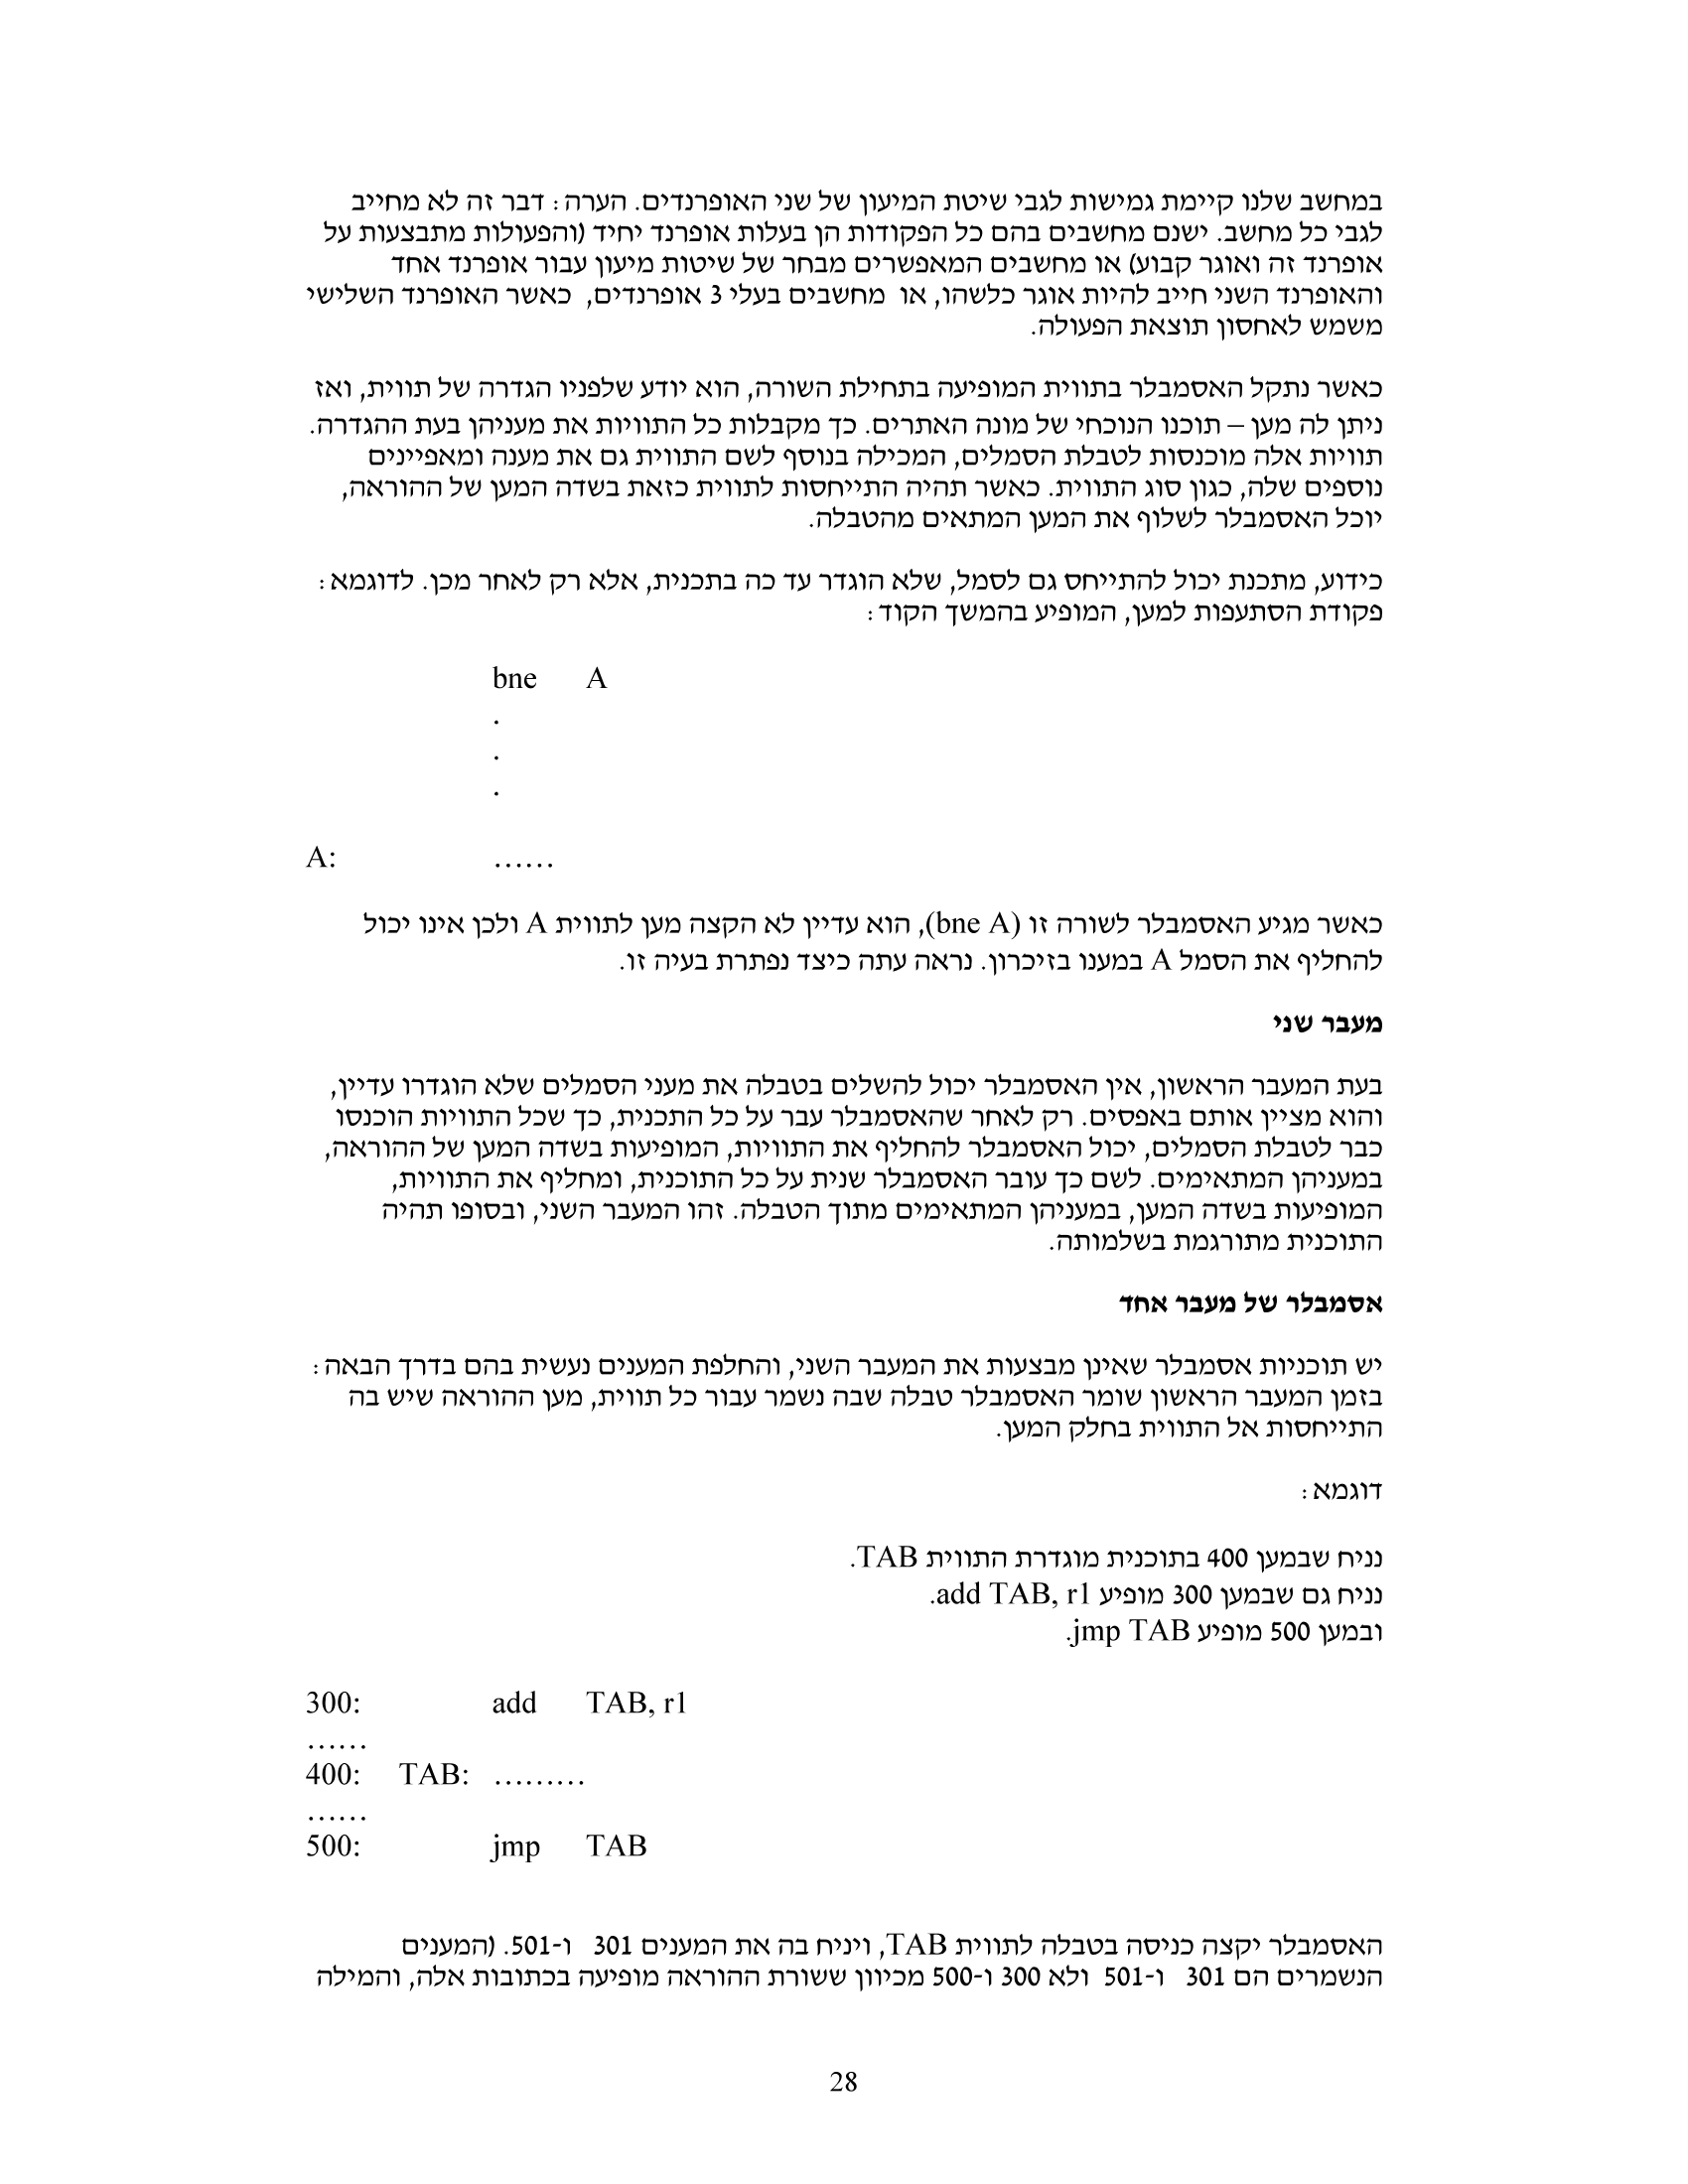 במחשב שלנו קיימת גמישות לגבי שיטת המיעון של שני האופרנדים. הערה: דבר זה לא מחייב
לגבי כל מחשב. ישנם מחשבים בהם כל הפקודות הן בעלות אופרנד יחיד (והפעולות מתבצעות על
אופרנד זה ואוגר קבוע) או מחשבים המאפשרים מבחר של שיטות מיעון עבור אופרנד אחד
והאופרנד השני חייב להיות אוגר כלשהו, או מחשבים בעלי 3 אופרנדים, כאשר האופרנד השלישי
משמש לאחסון תוצאת הפעולה.
כאשר נתקל האסמבלר בתווית המופיעה בתחילת השורה, הוא יודע שלפניו הגדרה של תווית, ואז
ניתן לה מען – תוכנו הנוכחי של מונה האתרים. כך מקבלות כל התוויות את מעניהן בעת ההגדרה.
תוויות אלה מוכנסות לטבלת הסמלים, המכילה בנוסף לשם התווית גם את מענה ומאפיינים
נוספים שלה, כגון סוג התווית. כאשר תהיה התייחסות לתווית כזאת בשדה המען של ההוראה,
יוכל האסמבלר לשלוף את המען המתאים מהטבלה.
כידוע, מתכנת יכול להתייחס גם לסמל, שלא הוגדר עד כה בתכנית, אלא רק לאחר מכן. לדוגמא:
פקודת הסתעפות למען, המופיע בהמשך הקוד:
bne A
.
.
.
A: ......
כאשר מגיע האסמבלר לשורה זו (bne A), הוא עדיין לא הקצה מען לתווית A ולכן אינו יכול
להחליף את הסמל A במענו בזיכרון. נראה עתה כיצד נפתרת בעיה זו.
מעבר שני
בעת המעבר הראשון, אין האסמבלר יכול להשלים בטבלה את מעני הסמלים שלא הוגדרו עדיין,
והוא מציין אותם באפסים. רק לאחר שהאסמבלר עבר על כל התכנית, כך שכל התוויות הוכנסו
כבר לטבלת הסמלים, יכול האסמבלר להחליף את התוויות, המופיעות בשדה המען של ההוראה,
במעניהן המתאימים. לשם כך עובר האסמבלר שנית על כל התוכנית, ומחליף את התוויות,
המופיעות בשדה המען, במעניהן המתאימים מתוך הטבלה. זהו המעבר השני, ובסופו תהיה
התוכנית מתורגמת בשלמותה.
אסמבלר של מעבר אחד
יש תוכניות אסמבלר שאינן מבצעות את המעבר השני, והחלפת המענים נעשית בהם בדרך הבאה:
בזמן המעבר הראשון שומר האסמבלר טבלה שבה נשמר עבור כל תווית, מען ההוראה שיש בה
התייחסות אל התווית בחלק המען.
דוגמא:
נניח שבמען 400 בתוכנית מוגדרת התווית TAB.
נניח גם שבמען 300 מופיע add TAB, r1.
ובמען 500 מופיע jmp TAB.
300: add TAB, r1
......
400: TAB: .........
......
500: jmp TAB
האסמבלר יקצה כניסה בטבלה לתווית TAB, ויניח בה את המענים 301 ו-501. (המענים
הנשמרים הם 301 ו-501 ולא 300 ו-500 מכיוון ששורת ההוראה מופיעה בכתובות אלה, והמילה
28